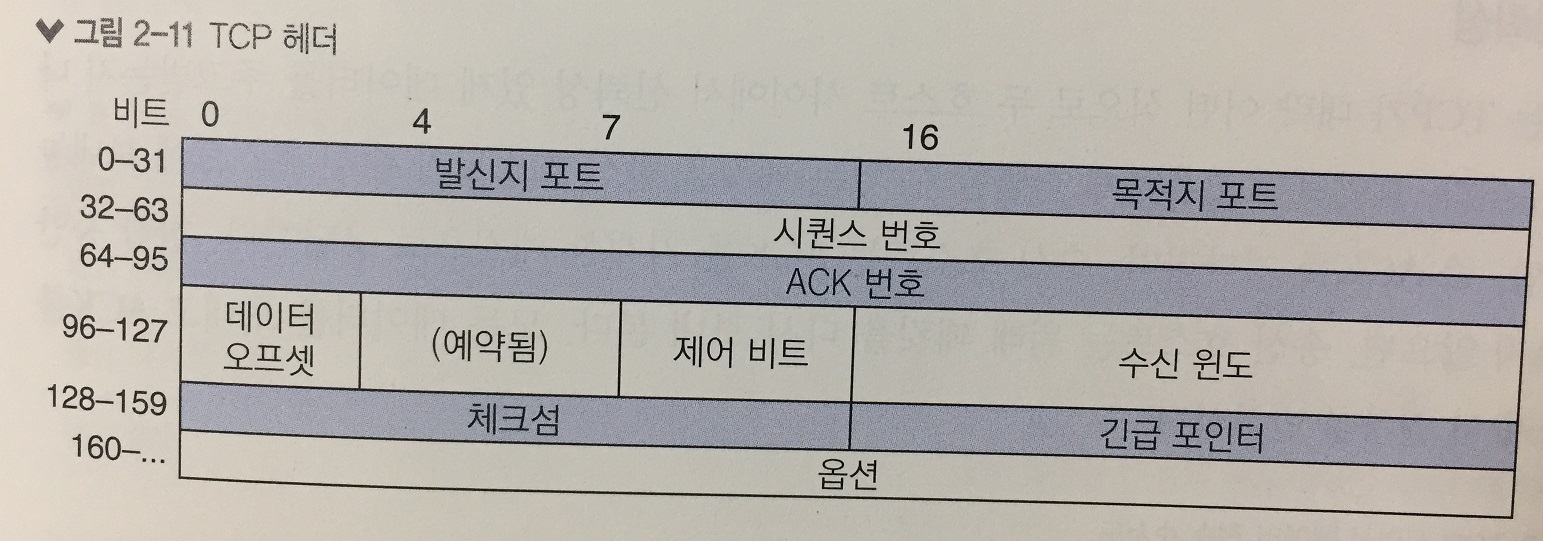 그림 2-11 TCP 헤더
비트 0 4 7 16
0-31 발신지 포트 목적지 포트
32-63 시퀀스 번호
64-95 ACK 번호
96-127 데이터 오프셋 (예약됨) 제어 비트 수신 윈도
128-159 체크섬 긴급 포인터
160-... 옵션